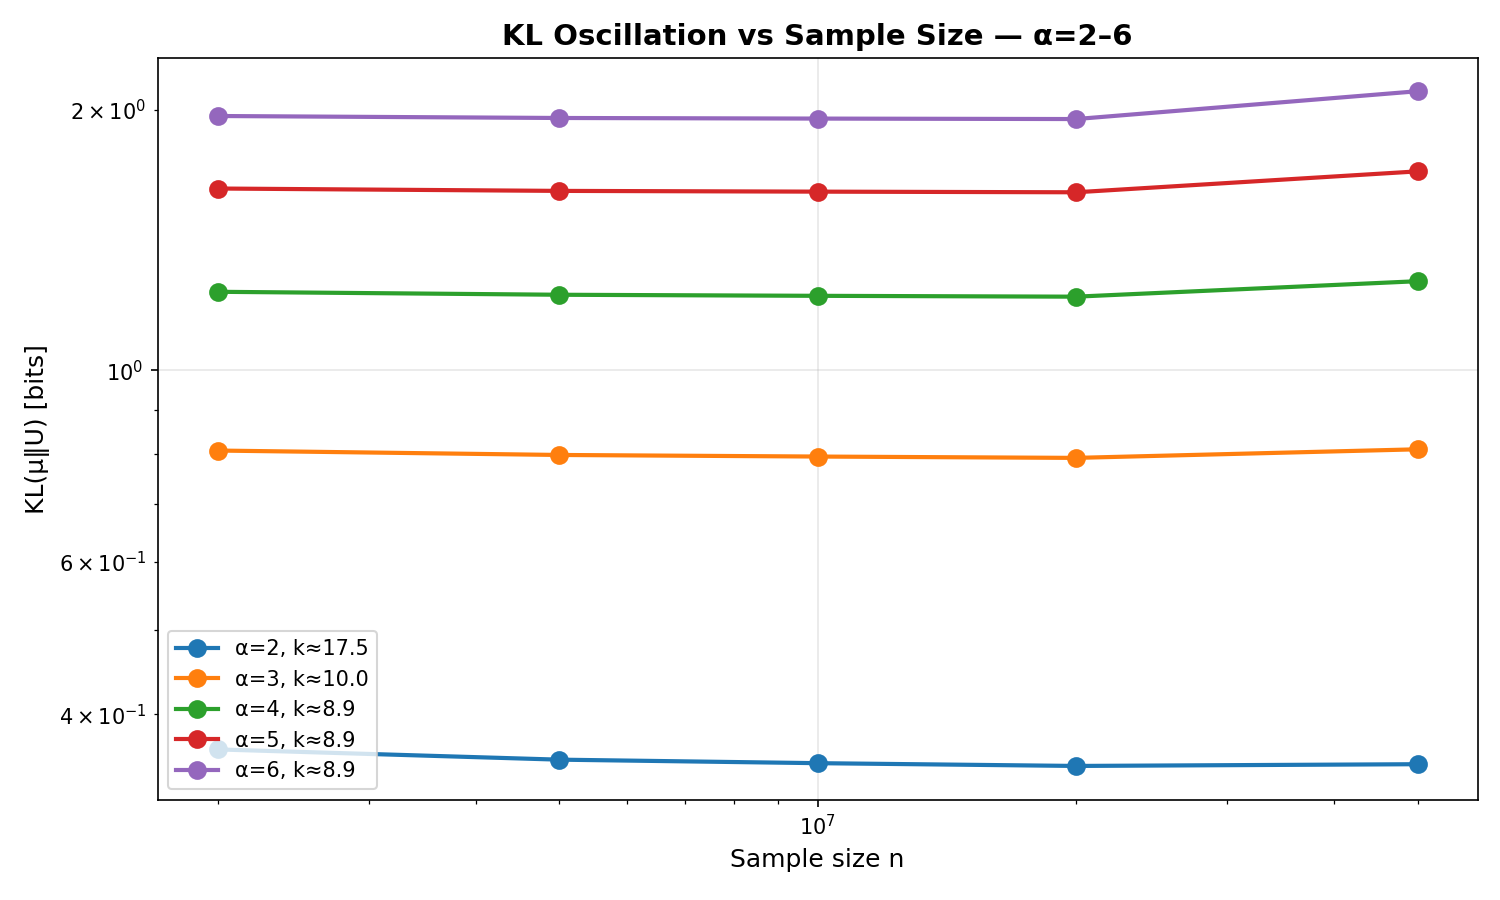 KL Oscillation vs Sample Size — α=2–6
KL(μ‖U) [bits]
2 × 10⁰
10⁰
6 × 10⁻¹
4 × 10⁻¹
α=2, k≈17.5
α=3, k≈10.0
α=4, k≈8.9
α=5, k≈8.9
α=6, k≈8.9
10⁷
Sample size n